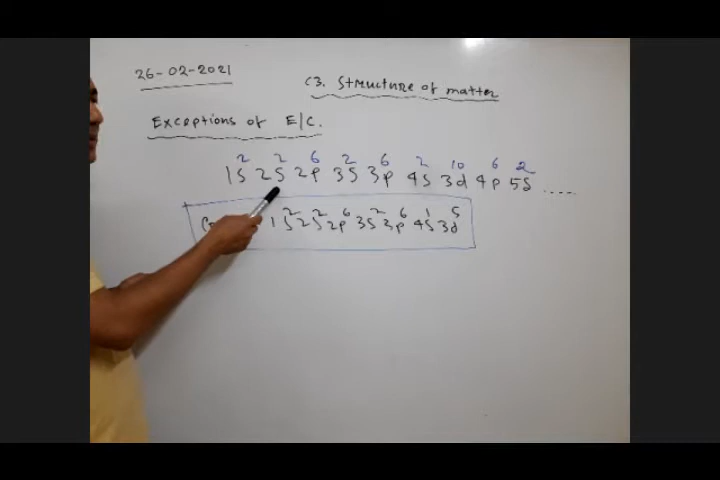 26-02-2021
C3. Structure of matter
Exceptions of E/C.
1s² 2s² 2p⁶ 3s² 3p⁶ 4s² 3d¹⁰ 4p⁶ 5s² .....
1s² 2s² 2p⁶ 3s² 3p⁶ 4s¹ 3d⁵